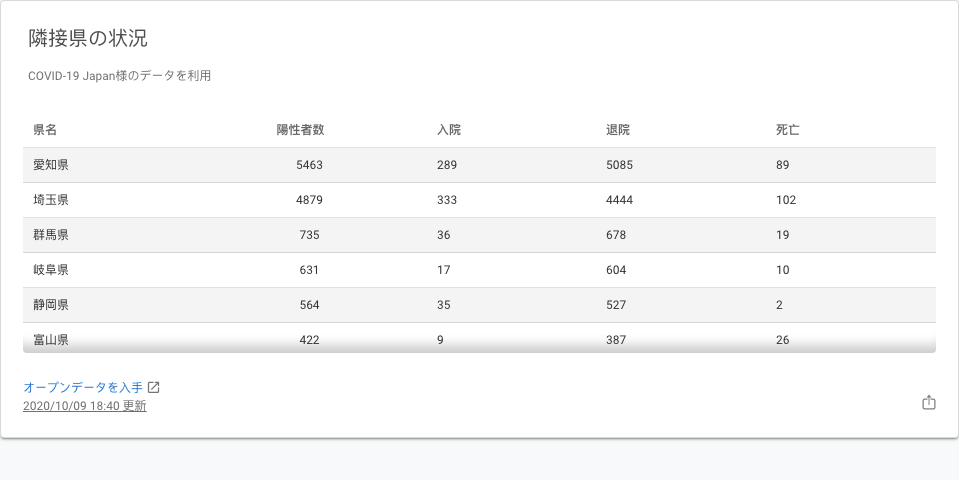 隣接県の状況
COVID-19 Japan様のデータを利用
県名 陽性者数 入院 退院 死亡
愛知県 5463 289 5085 89
埼玉県 4879 333 4444 102
群馬県 735 36 678 19
岐阜県 631 17 604 10
静岡県 564 35 527 2
富山県 422 9 387 26
オープンデータを入手
2020/10/09 18:40 更新